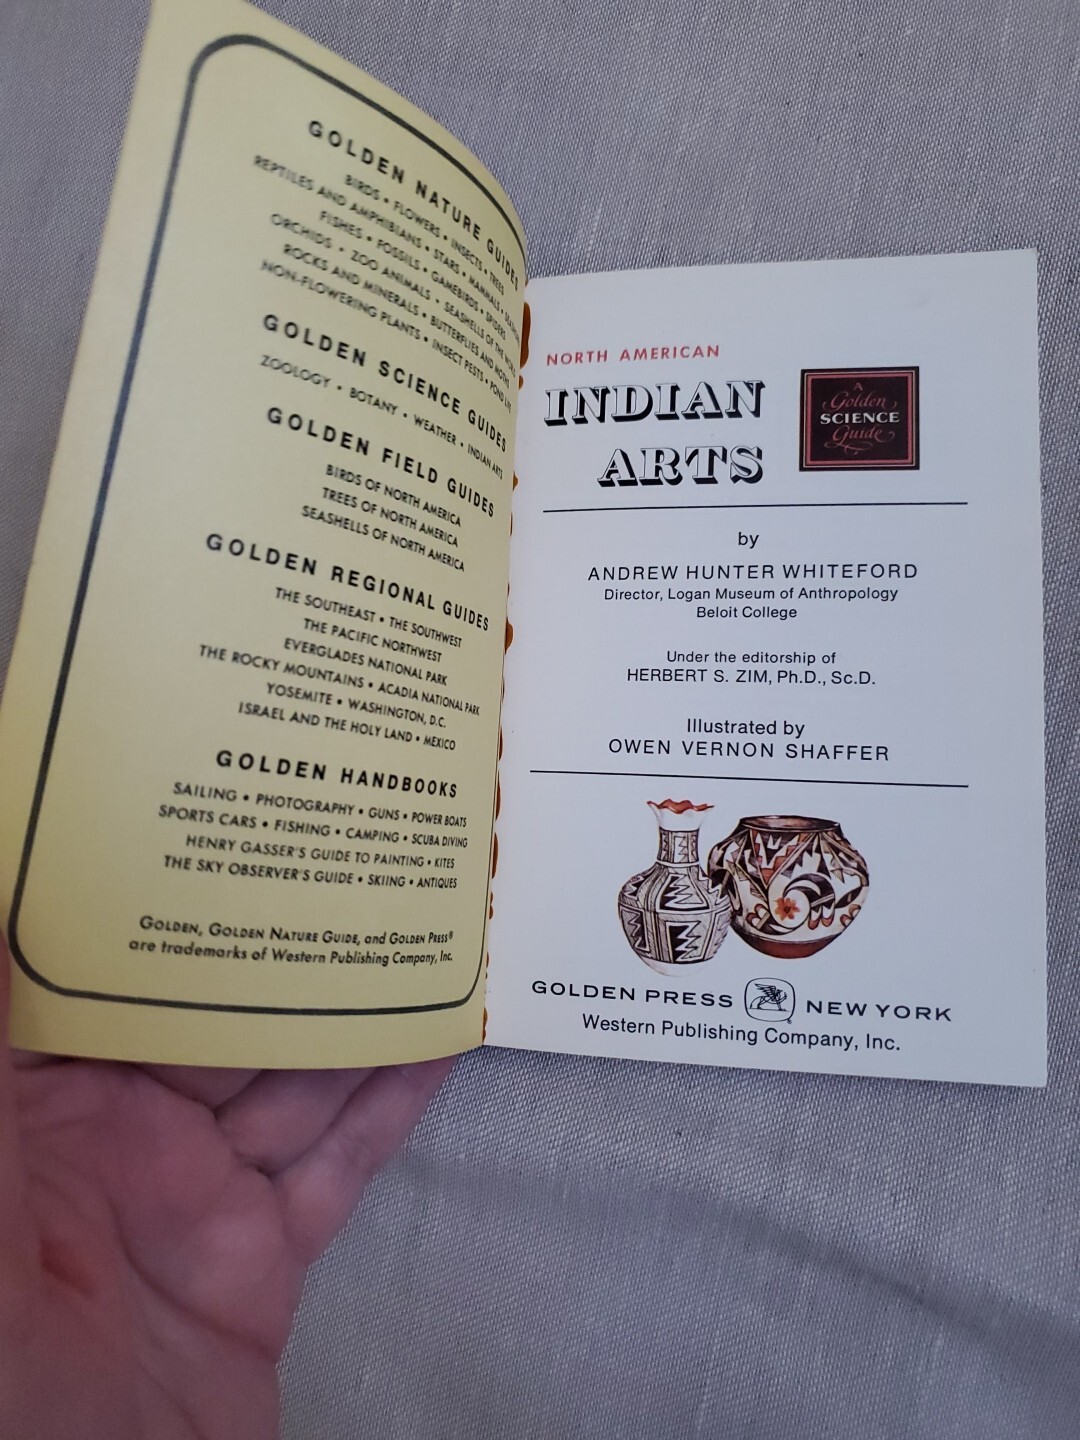 GOLDEN NATURE GUIDES
BIRDS • FLOWERS • INSECTS • TREES
REPTILES AND AMPHIBIANS • STARS • MAMMALS •
FISHES • FOSSILS • GAMEBIRDS • SPIDERS
ORCHIDS • ZOO ANIMALS • SEASHELLS OF THE WORLD
ROCKS AND MINERALS • BUTTERFLIES AND MOTHS
NON-FLOWERING PLANTS • INSECT PESTS • POND LIFE
GOLDEN SCIENCE GUIDES
ZOOLOGY • BOTANY • WEATHER • INDIAN ARTS
GOLDEN FIELD GUIDES
BIRDS OF NORTH AMERICA
TREES OF NORTH AMERICA
SEASHELLS OF NORTH AMERICA
GOLDEN REGIONAL GUIDES
THE SOUTHEAST • THE SOUTHWEST
THE PACIFIC NORTHWEST
EVERGLADES NATIONAL PARK
THE ROCKY MOUNTAINS • ACADIA NATIONAL PARK
YOSEMITE • WASHINGTON, D.C.
ISRAEL AND THE HOLY LAND • MEXICO
GOLDEN HANDBOOKS
SAILING • PHOTOGRAPHY • GUNS • POWER BOATS
SPORTS CARS • FISHING • CAMPING • SCUBA DIVING
HENRY GASSER'S GUIDE TO PAINTING • KITES
THE SKY OBSERVER'S GUIDE • SKIING • ANTIQUES
GOLDEN, GOLDEN NATURE GUIDE, and GOLDEN PRESS®
are trademarks of Western Publishing Company, Inc.
NORTH AMERICAN
INDIAN
ARTS
A
Golden
SCIENCE
Guide
by
ANDREW HUNTER WHITEFORD
Director, Logan Museum of Anthropology
Beloit College
Under the editorship of
HERBERT S. ZIM, Ph.D., Sc.D.
Illustrated by
OWEN VERNON SHAFFER
GOLDEN PRESS ® NEW YORK
Western Publishing Company, Inc.